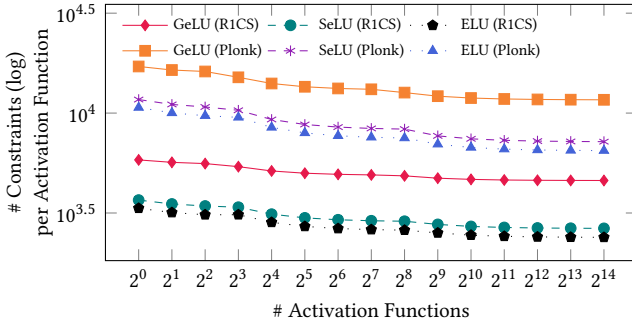 10^4.5
GeLU (R1CS) SeLU (R1CS) ELU (R1CS)
GeLU (Plonk) SeLU (Plonk) ELU (Plonk)
10^4
10^3.5
# Constraints (log)
per Activation Function
2^0 2^1 2^2 2^3 2^4 2^5 2^6 2^7 2^8 2^9 2^10 2^11 2^12 2^13 2^14
# Activation Functions